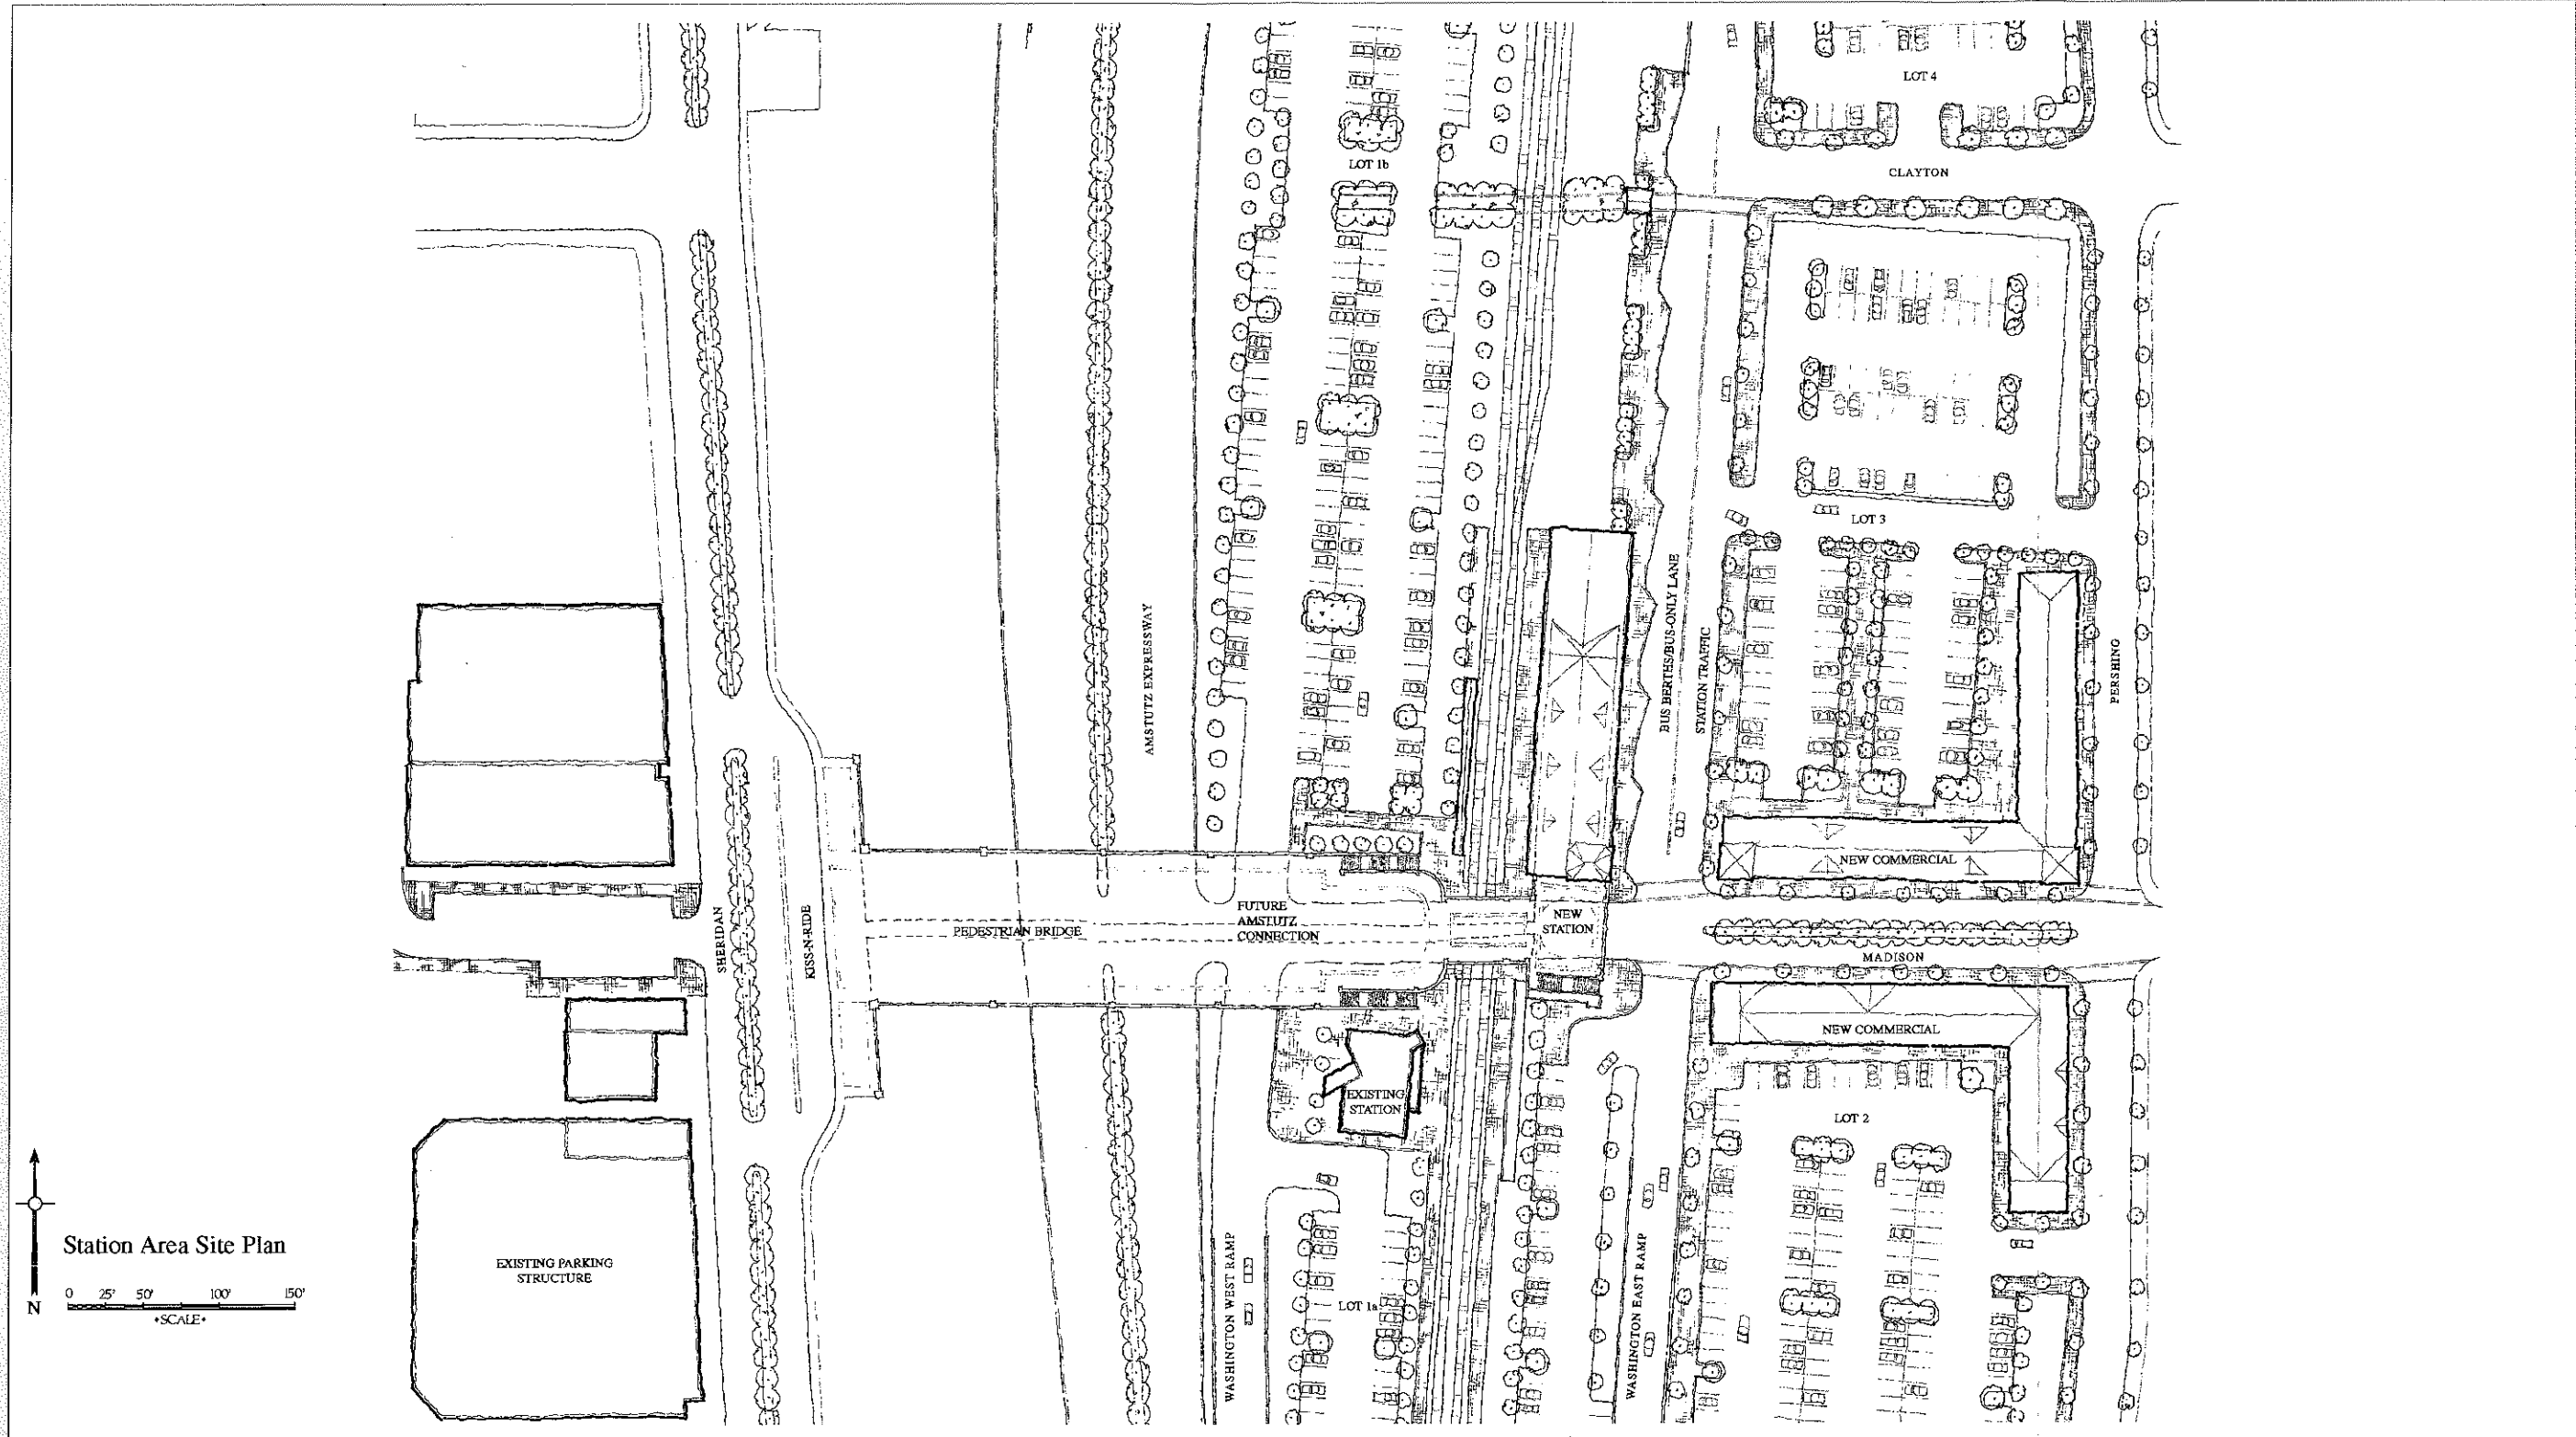 LOT 4
LOT 1b
CLAYTON
LOT 3
BUS BERTHS/BUS-ONLY LANE
STATION TRAFFIC
AMSTUTZ EXPRESSWAY
PERSHING
NEW COMMERCIAL
SHERIDAN
KISS-N-RIDE
PEDESTRIAN BRIDGE
FUTURE
AMSTUTZ
CONNECTION
NEW
STATION
MADISON
NEW COMMERCIAL
EXISTING
STATION
LOT 2
WASHINGTON WEST RAMP
LOT 1a
WASHINGTON EAST RAMP
EXISTING PARKING
STRUCTURE
Station Area Site Plan
N
0 25' 50' 100' 150'
•SCALE•